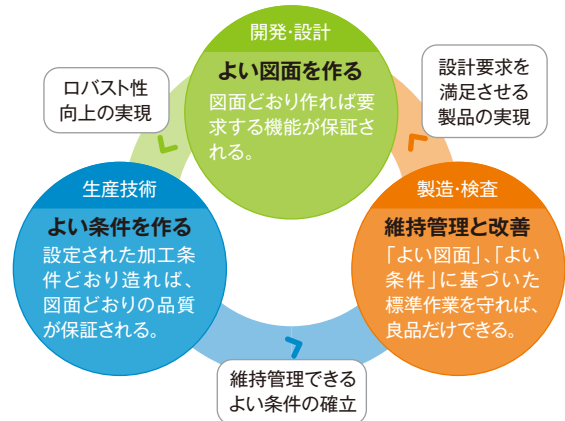 開発・設計
よい図面を作る
図面どおり作れば要
求する機能が保証さ
れる。
ロバスト性
向上の実現
設計要求を
満足させる
製品の実現
生産技術
よい条件を作る
設定された加工条
件どおり造れば、
図面どおりの品質
が保証される。
製造・検査
維持管理と改善
「よい図面」、「よい
条件」に基づいた
標準作業を守れば、
良品だけできる。
維持管理できる
よい条件の確立